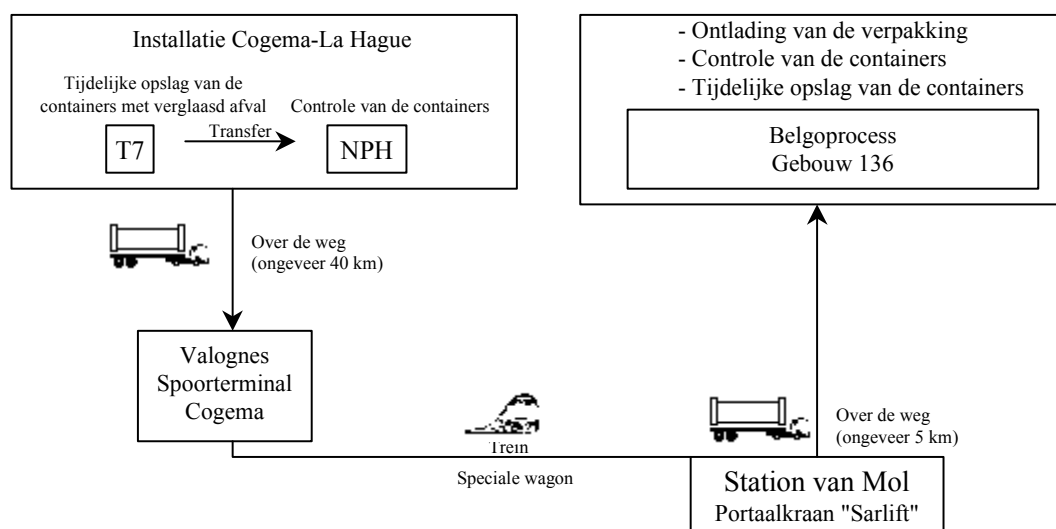 Installatie Cogema-La Hague
Tijdelijke opslag van de
containers met verglaasd afval
Controle van de containers
T7
Transfer
NPH
Over de weg
(ongeveer 40 km)
Valognes
Spoorterminal
Cogema
Trein
Speciale wagon
Station van Mol
Portaalkraan "Sarlift"
Over de weg
(ongeveer 5 km)
- Ontlading van de verpakking
- Controle van de containers
- Tijdelijke opslag van de containers
Belgoprocess
Gebouw 136